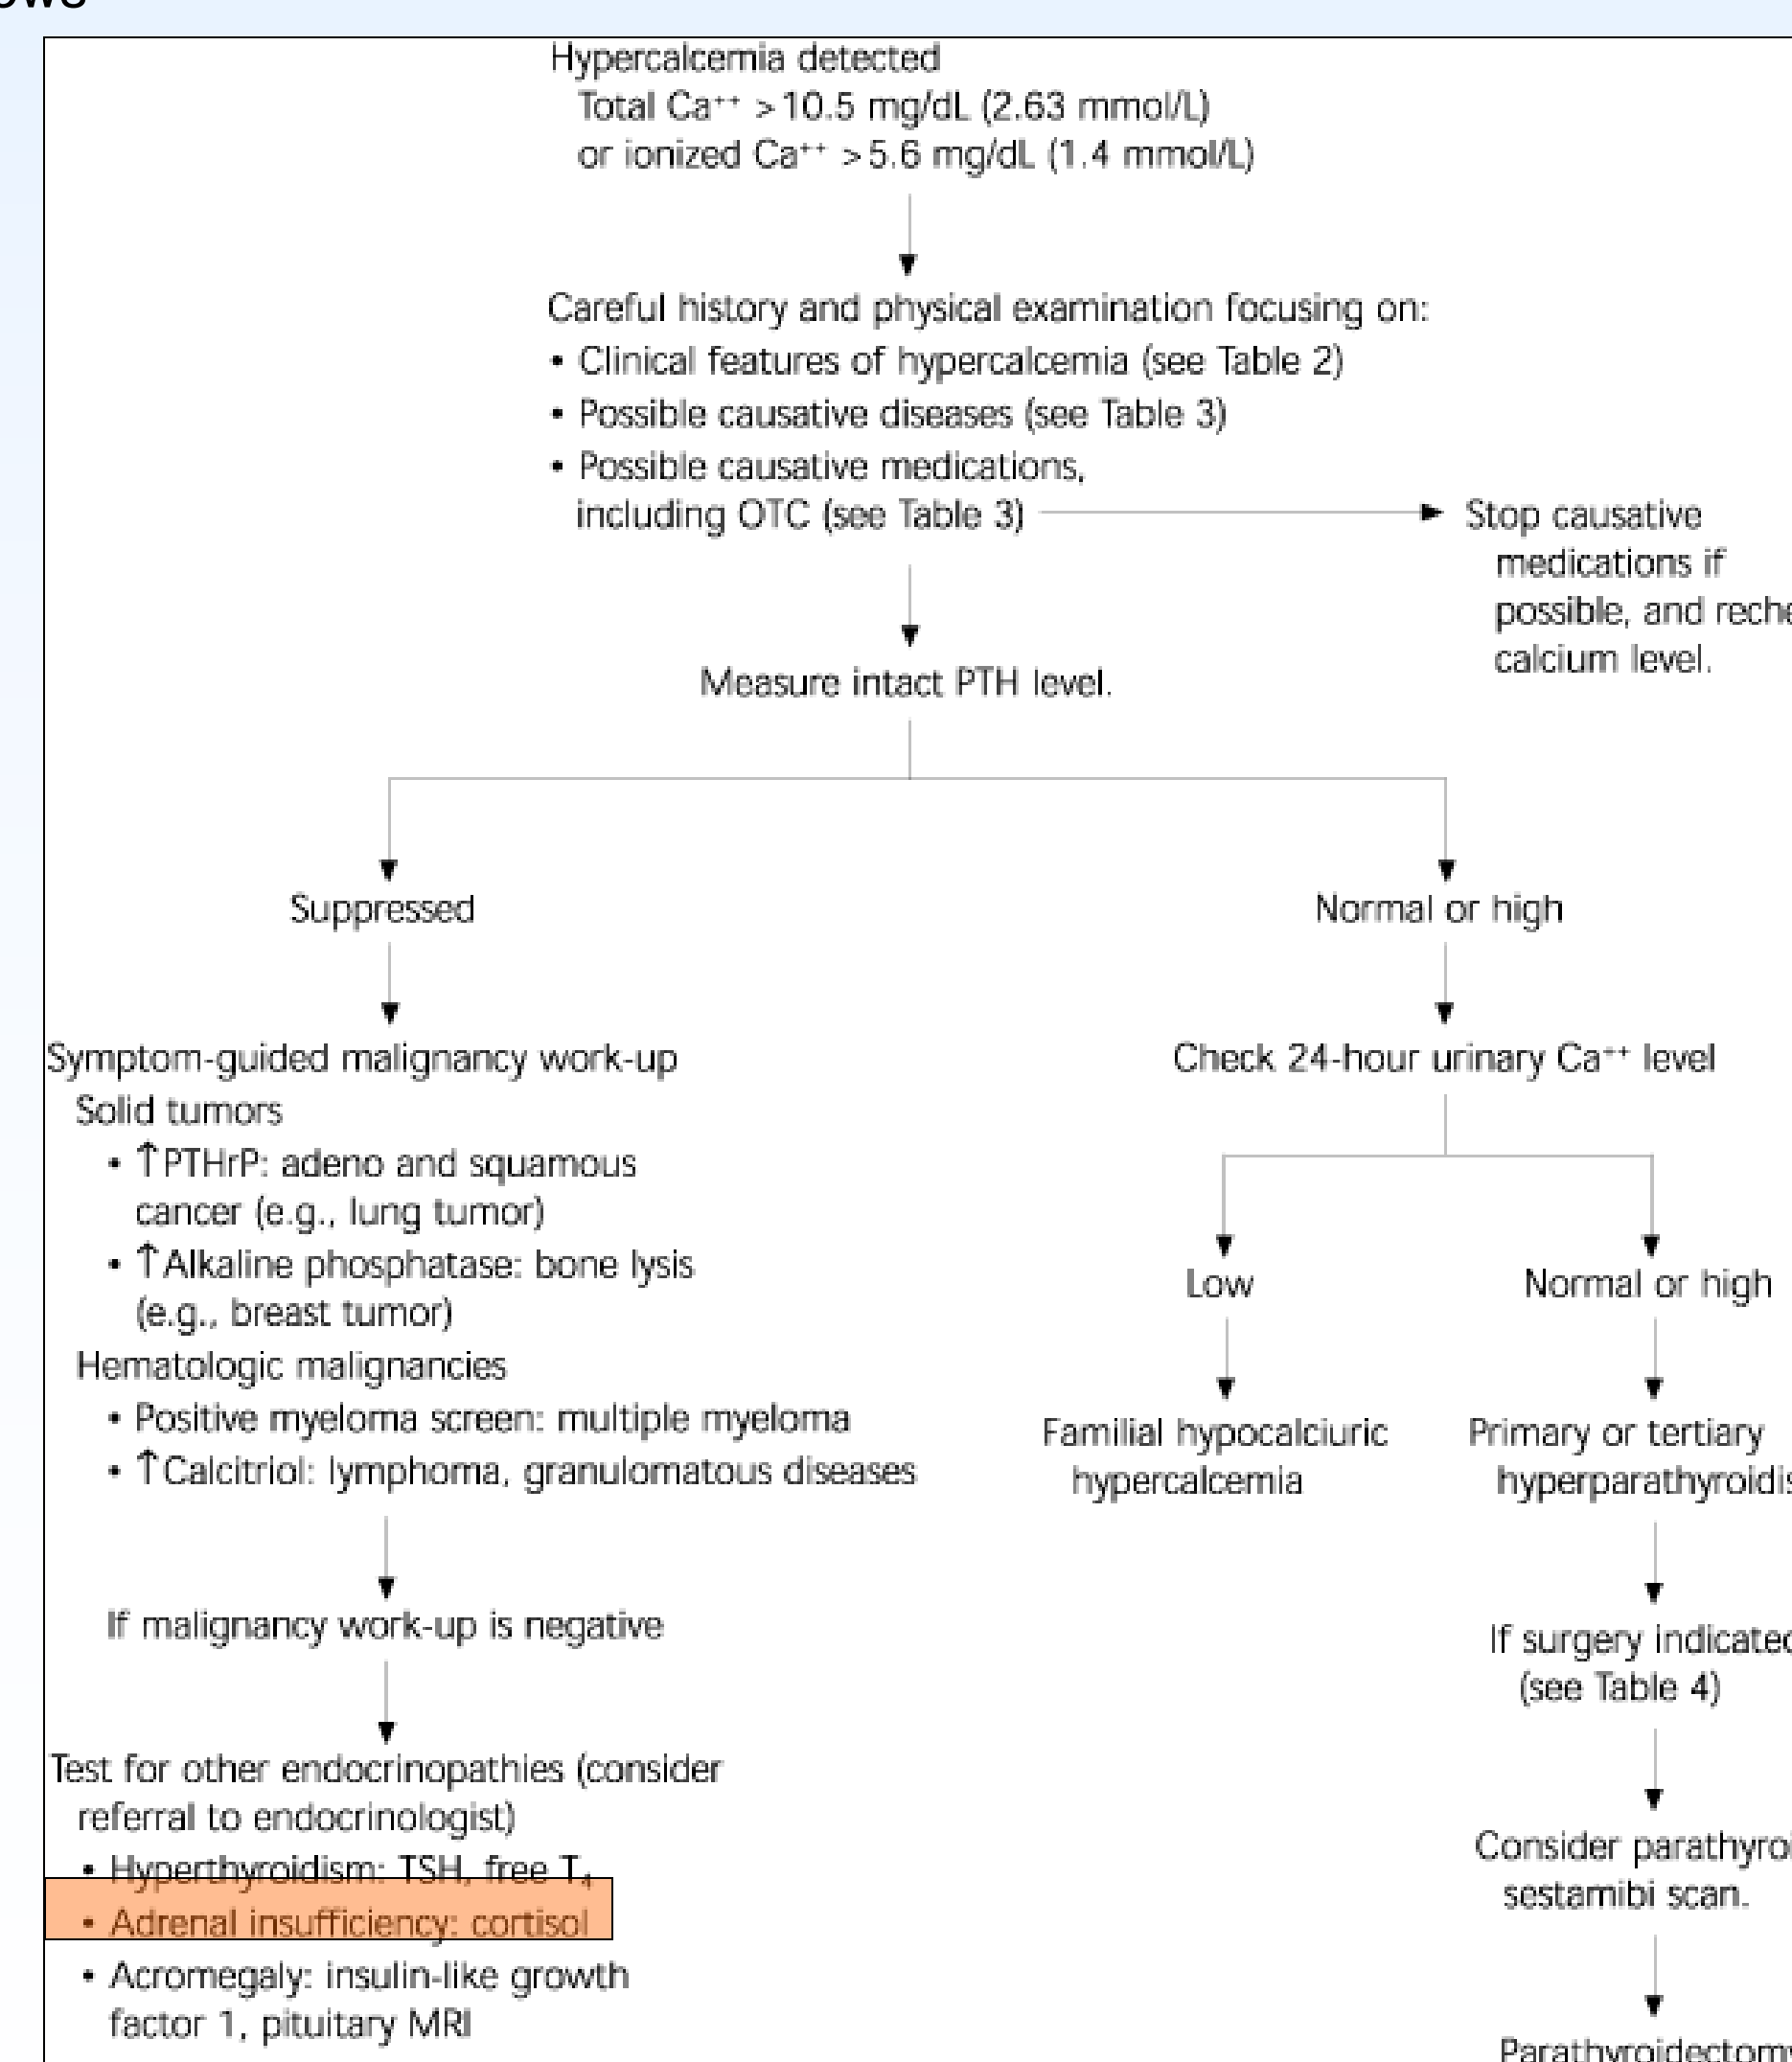 Hypercalcemia detected
Total Ca++ > 10.5 mg/dL (2.63 mmol/L)
or ionized Ca++ > 5.6 mg/dL (1.4 mmol/L)
Careful history and physical examination focusing on:
• Clinical features of hypercalcemia (see Table 2)
• Possible causative diseases (see Table 3)
• Possible causative medications,
including OTC (see Table 3)
Stop causative
medications if
possible, and reche
calcium level.
Measure intact PTH level.
Suppressed
Normal or high
Symptom-guided malignancy work-up
Solid tumors
• ↑PTHrP: adeno and squamous
cancer (e.g., lung tumor)
• ↑Alkaline phosphatase: bone lysis
(e.g., breast tumor)
Hematologic malignancies
• Positive myeloma screen: multiple myeloma
• ↑Calcitriol: lymphoma, granulomatous diseases
If malignancy work-up is negative
Test for other endocrinopathies (consider
referral to endocrinologist)
• Hyperthyroidism: TSH, free T4
• Adrenal insufficiency: cortisol
• Acromegaly: insulin-like growth
factor 1, pituitary MRI
Check 24-hour urinary Ca++ level
Low
Normal or high
Familial hypocalciuric
hypercalcemia
Primary or tertiary
hyperparathyroidis
If surgery indicated
(see Table 4)
Consider parathyroi
sestamibi scan.
Parathyroidectom